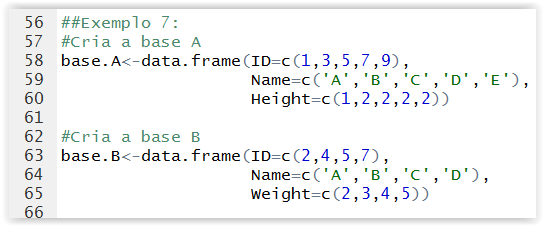 56 ##Exemplo 7:
57 #Cria a base A
58 base.A<-data.frame(ID=c(1,3,5,7,9),
59                    Name=c('A','B','C','D','E'),
60                    Height=c(1,2,2,2,2))
61
62 #Cria a base B
63 base.B<-data.frame(ID=c(2,4,5,7),
64                    Name=c('A','B','C','D'),
65                    Weight=c(2,3,4,5))
66